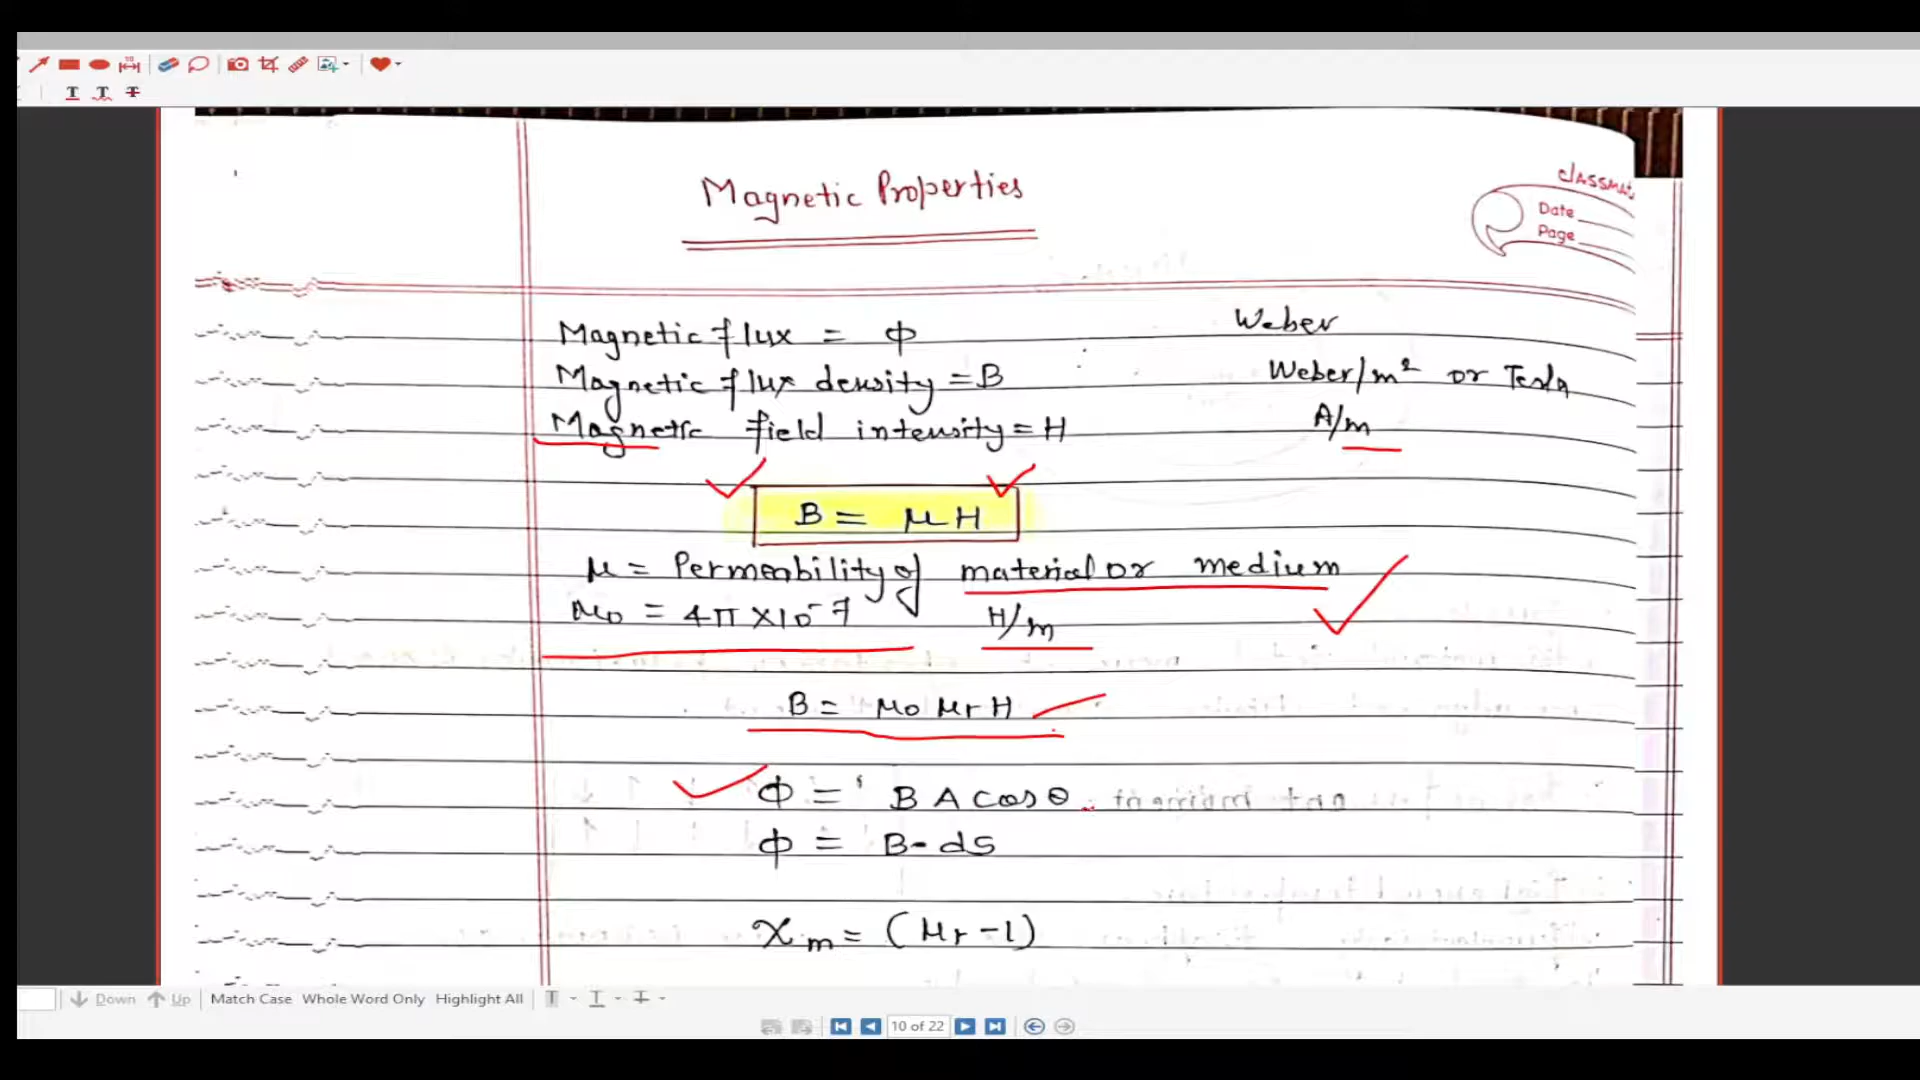 Magnetic Properties
classmate
Date
Page
Magnetic flux = Φ Weber
Magnetic flux density = B Weber/m² or Tesla
Magnetic field intensity = H A/m
B = μH
μ = Permeability of material or medium
μ0 = 4π×10⁻7 H/m
B = μ0 μr H
Φ = BA cosθ
Φ = B·ds
χm = (μr-1)
Down Up Match Case Whole Word Only Highlight All
10 of 22